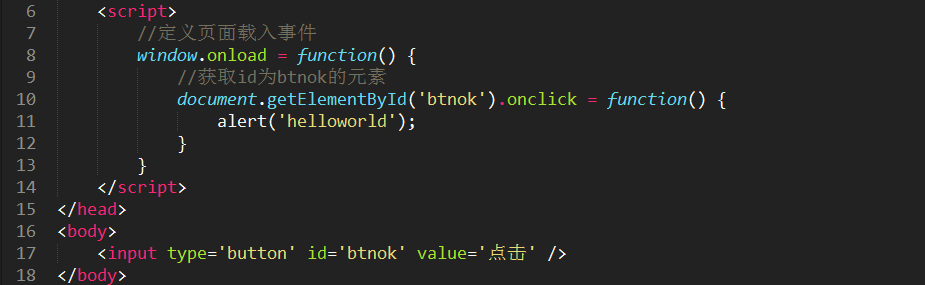 6 <script>
7 //定义页面载入事件
8 window.onload = function() {
9 //获取id为btnok的元素
10 document.getElementById('btnok').onclick = function() {
11 alert('helloworld');
12 }
13 }
14 </script>
15 </head>
16 <body>
17 <input type='button' id='btnok' value='点击' />
18 </body>